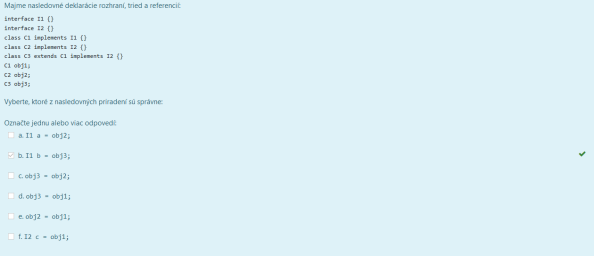 Majme nasledovné deklarácie rozhraní, tried a referencií:
interface I1 {}
interface I2 {}
class C1 implements I1 {}
class C2 implements I2 {}
class C3 extends C1 implements I2 {}
C1 obj1;
C2 obj2;
C3 obj3;
Vyberte, ktoré z nasledovných priradení sú správne:
Označte jednu alebo viac odpovedí:
a. I1 a = obj2;
b. I1 b = obj3;
c. obj3 = obj2;
d. obj3 = obj1;
e. obj2 = obj1;
f. I2 c = obj1;